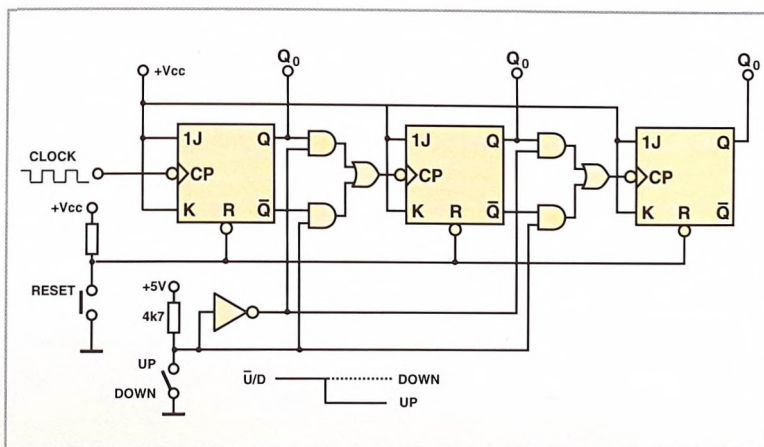 Q0
Q0
Q0
+Vcc
1J Q
CP
K R Q̅
1J Q
CP
K R Q̅
1J Q
CP
K R Q̅
CLOCK
+Vcc
RESET
+5V
4k7
UP
DOWN
U̅/D
DOWN
UP